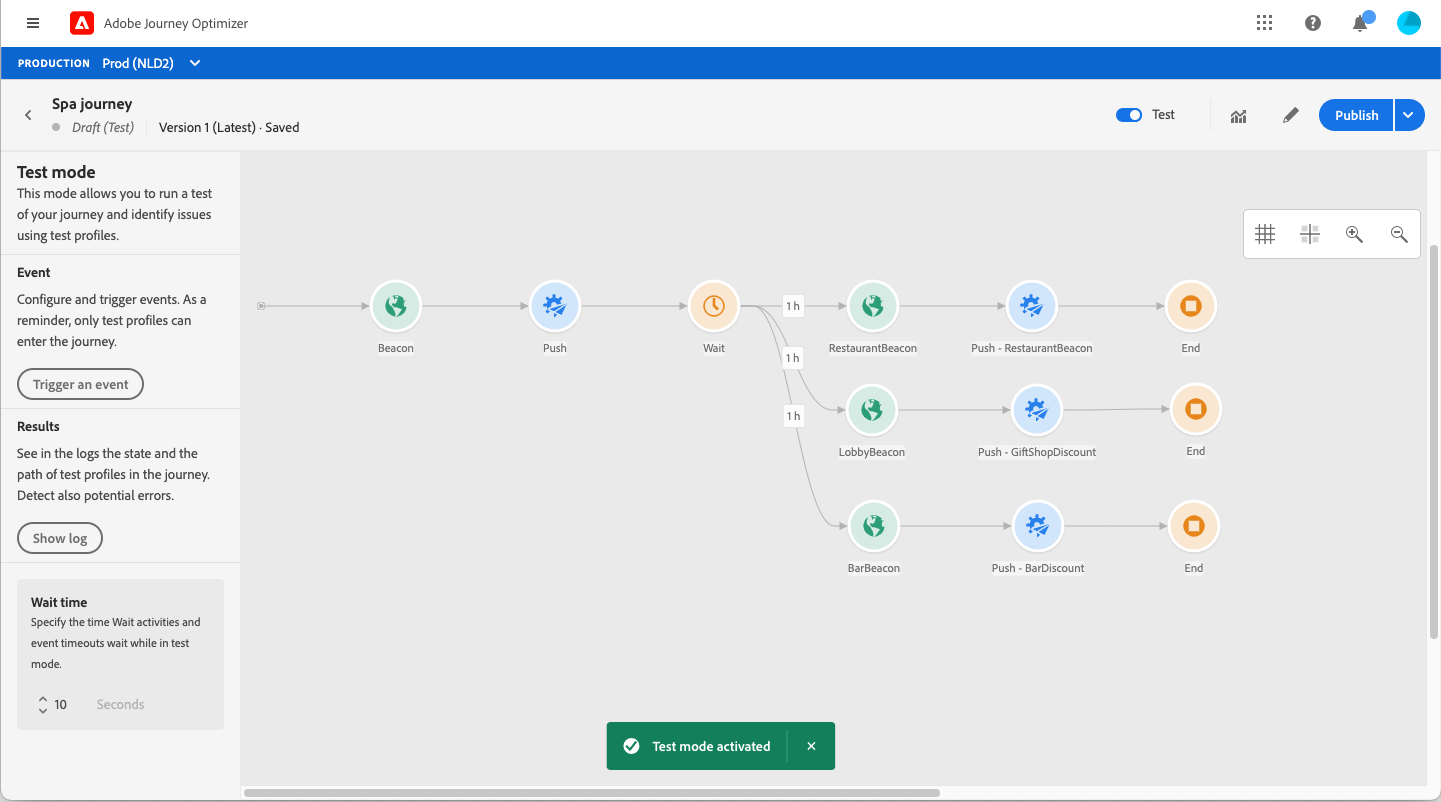 Adobe Journey Optimizer
PRODUCTION Prod (NLD2)
Spa journey
Draft (Test) Version 1 (Latest) · Saved
Test
Publish
Test mode
This mode allows you to run a test
of your journey and identify issues
using test profiles.
Event
Configure and trigger events. As a
reminder, only test profiles can
enter the journey.
Trigger an event
Results
See in the logs the state and the
path of test profiles in the journey.
Detect also potential errors.
Show log
Wait time
Specify the time Wait activities and
event timeouts wait while in test
mode.
10 Seconds
1 h
Beacon Push Wait RestaurantBeacon Push - RestaurantBeacon End
1 h
LobbyBeacon Push - GiftShopDiscount End
1 h
BarBeacon Push - BarDiscount End
Test mode activated